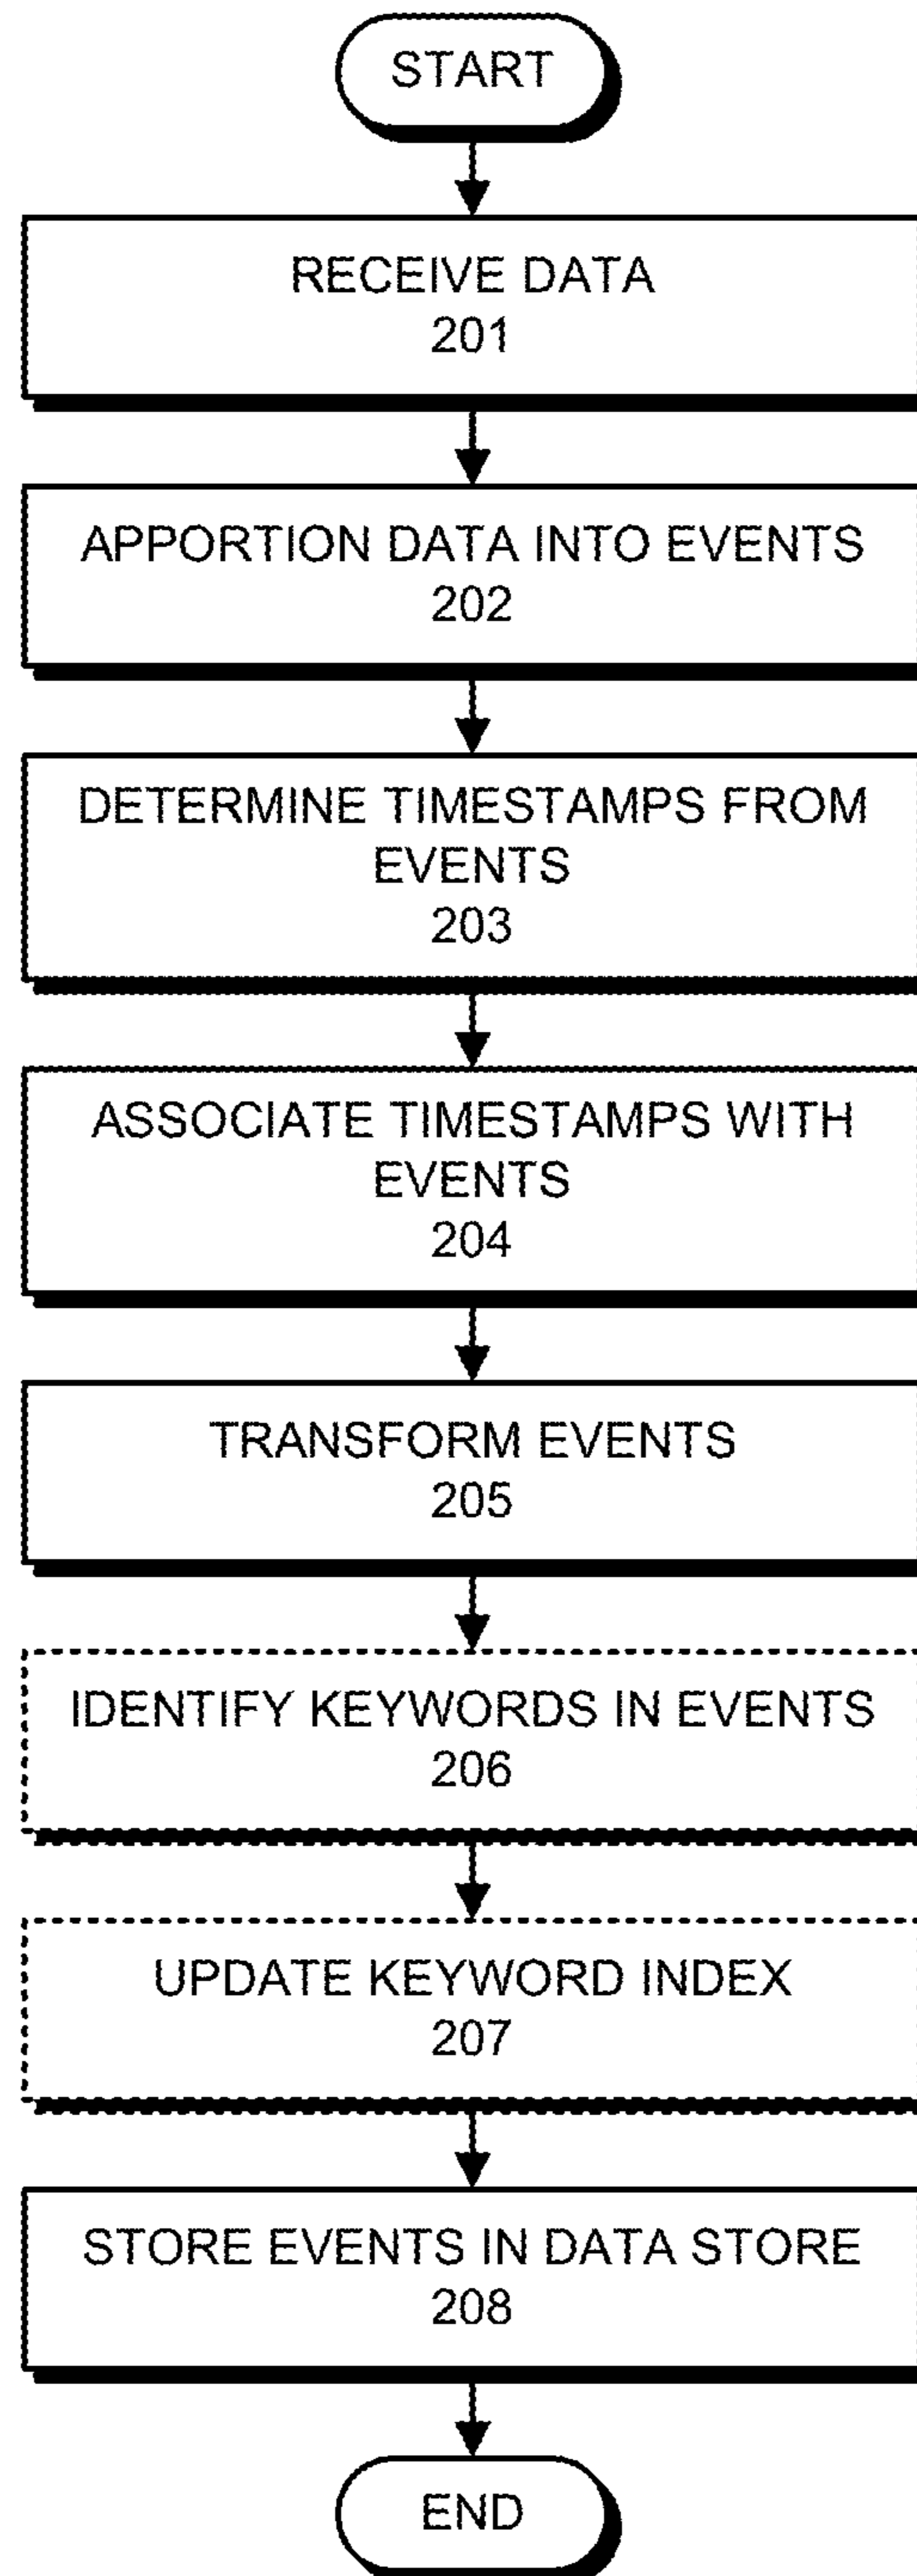 START
RECEIVE DATA
201
APPORTION DATA INTO EVENTS
202
DETERMINE TIMESTAMPS FROM
EVENTS
203
ASSOCIATE TIMESTAMPS WITH
EVENTS
204
TRANSFORM EVENTS
205
IDENTIFY KEYWORDS IN EVENTS
206
UPDATE KEYWORD INDEX
207
STORE EVENTS IN DATA STORE
208
END